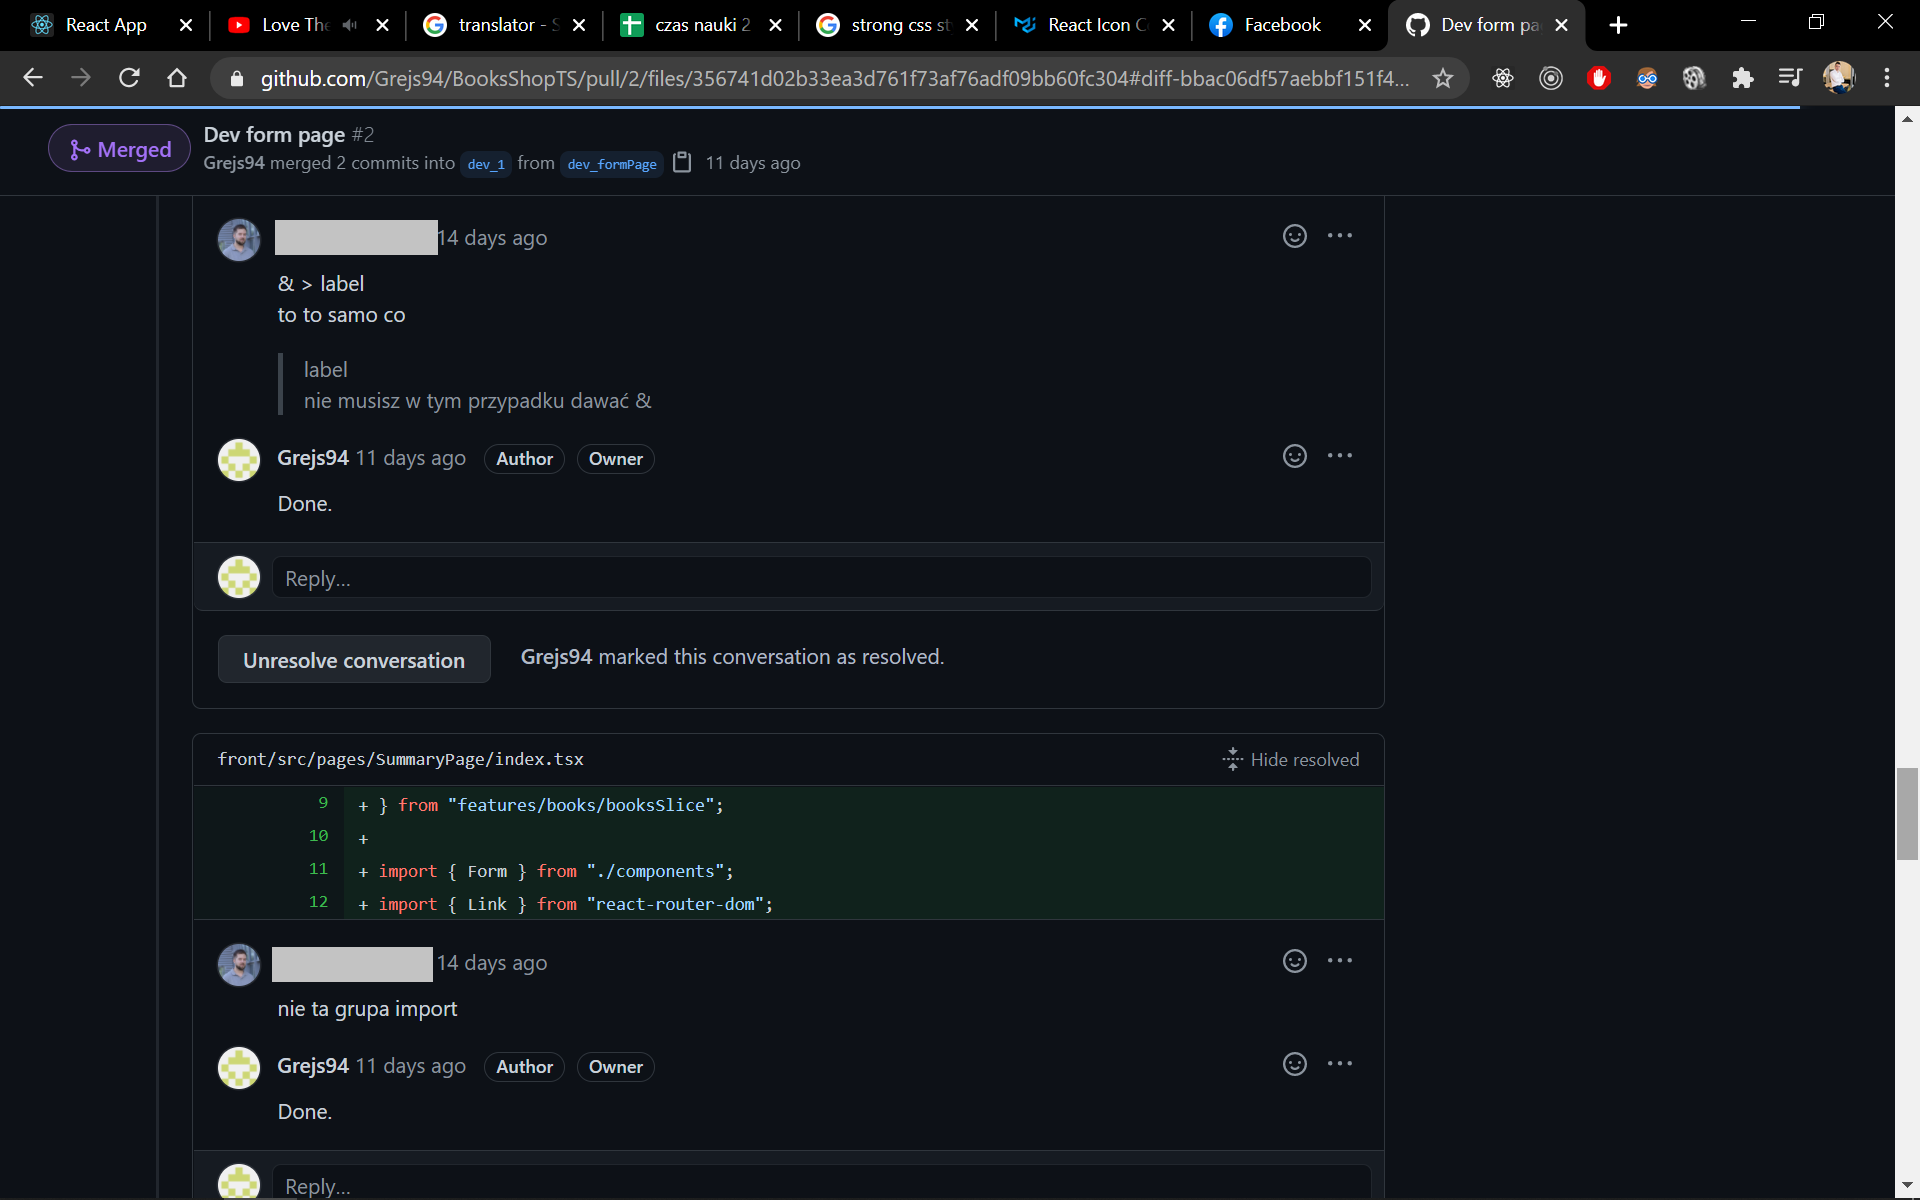 React App
Love The
translator - S
czas nauki 2
strong css st
React Icon C
Facebook
Dev form pa
github.com/Grejs94/BooksShopTS/pull/2/files/356741d02b33ea3d761f73af76adf09bb60fc304#diff-bbac06df57aebbf151f4...
Merged
Dev form page #2
Grejs94 merged 2 commits into dev_1 from dev_formPage 11 days ago
14 days ago
& > label
to to samo co
label
nie musisz w tym przypadku dawać &
Grejs94 11 days ago Author Owner
Done.
Reply...
Unresolve conversation Grejs94 marked this conversation as resolved.
front/src/pages/SummaryPage/index.tsx Hide resolved
9 + } from "features/books/booksSlice";
10 +
11 + import { Form } from "./components";
12 + import { Link } from "react-router-dom";
14 days ago
nie ta grupa import
Grejs94 11 days ago Author Owner
Done.
Reply...